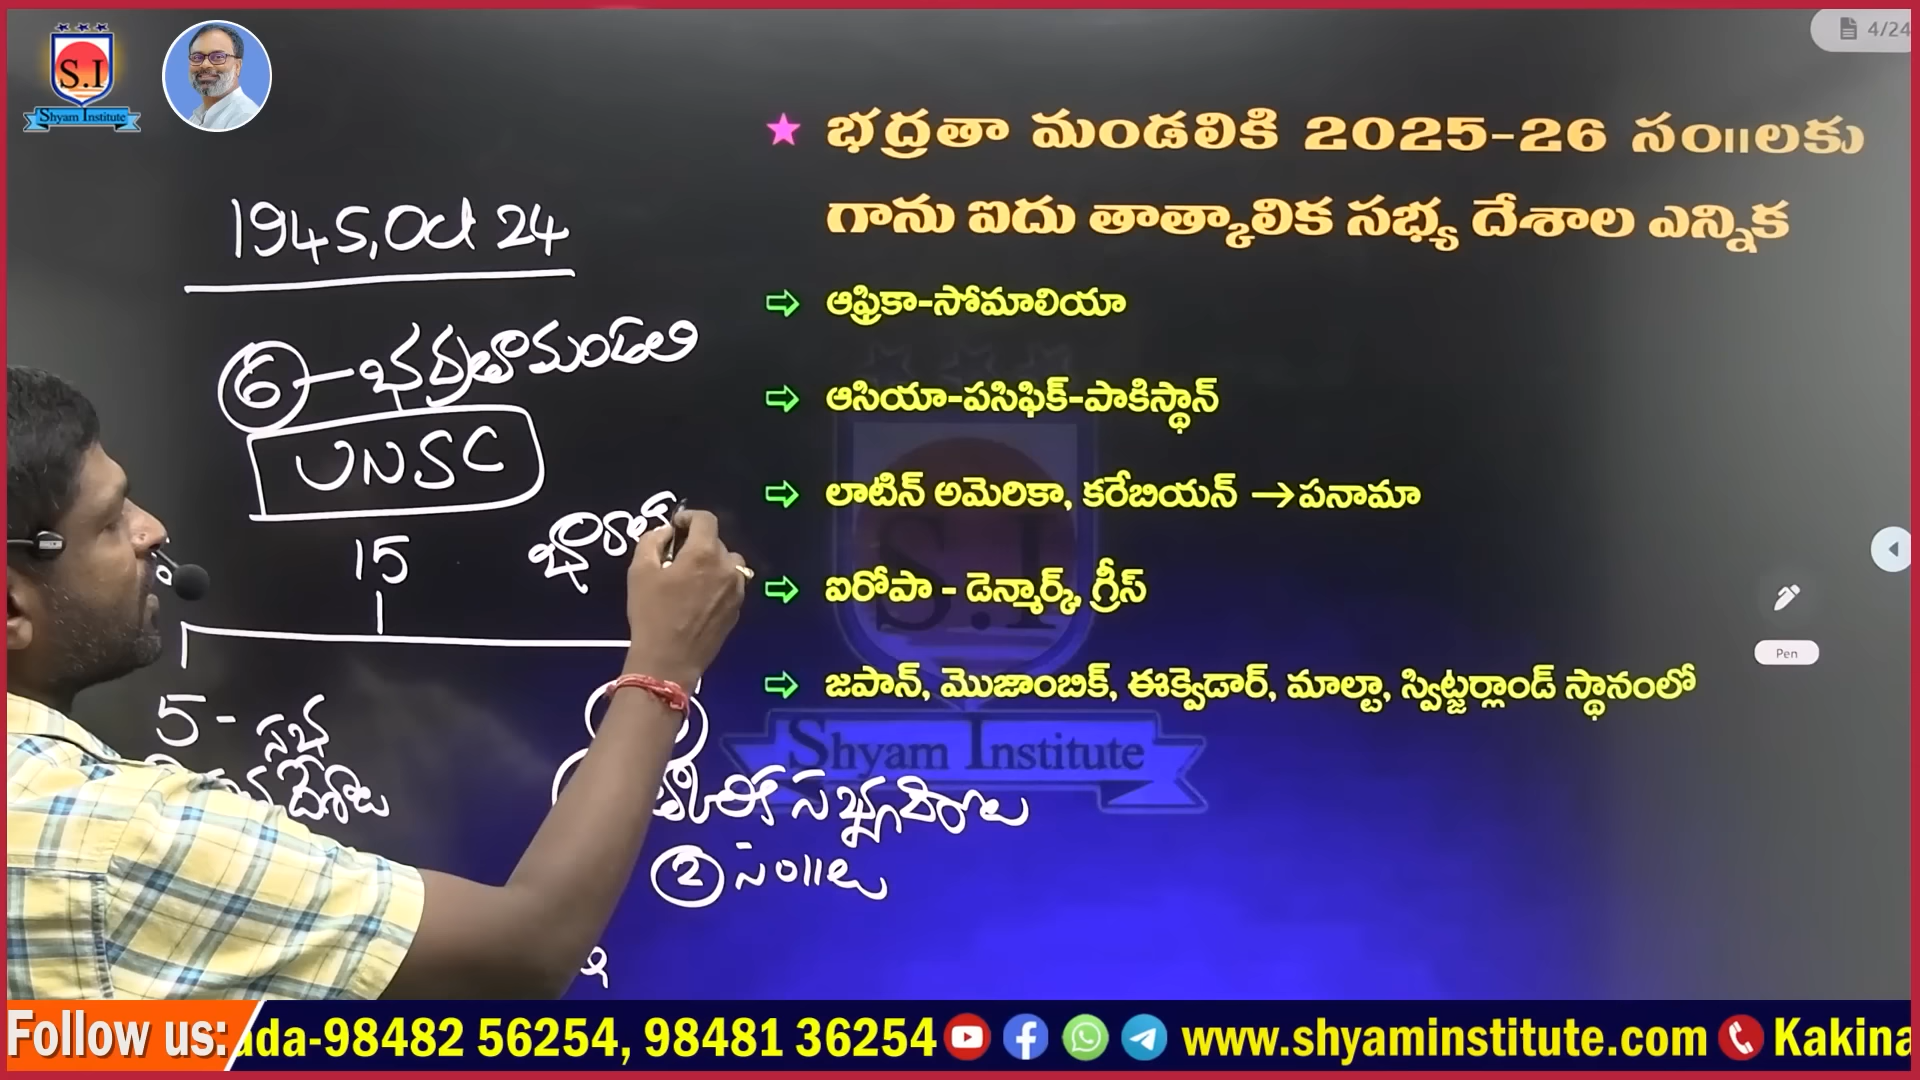 S.I
Shyam Institute
4/24
★ భద్రతా మండలికి 2025-26 సం॥లకు
గాను ఐదు తాత్కాలిక సభ్య దేశాల ఎన్నిక
⇨ ఆఫ్రికా-సోమాలియా
⇨ ఆసియా-పసిఫిక్-పాకిస్థాన్
⇨ లాటిన్ అమెరికా, కరేబియన్ → పనామా
⇨ ఐరోపా - డెన్మార్క్, గ్రీస్
⇨ జపాన్, మొజాంబిక్, ఈక్వెడార్, మాల్టా, స్విట్జర్లాండ్ స్థానంలో
1945, Oct 24
6 - భద్రతా మండలి
UNSC
15
5 - సభ
దేశాల
2 సం॥ల
Pen
S.I
Shyam Institute
Follow us: ada-98482 56254, 98481 36254 www.shyaminstitute.com Kakina